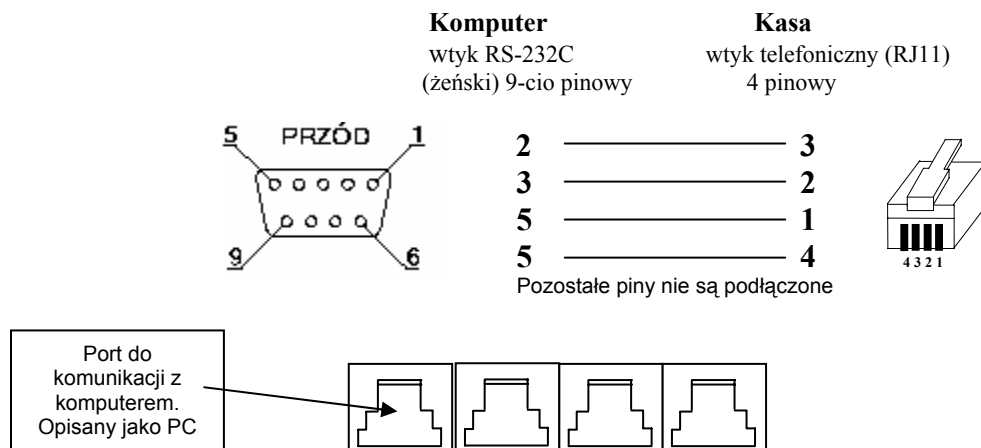 Komputer Kasa
wtyk RS-232C wtyk telefoniczny (RJ11)
(żeński) 9-cio pinowy 4 pinowy
5 PRZÓD 1
9 6
2 3
3 2
5 1
5 4
Pozostałe piny nie są podłączone
4 3 2 1
Port do
komunikacji z
komputerem.
Opisany jako PC